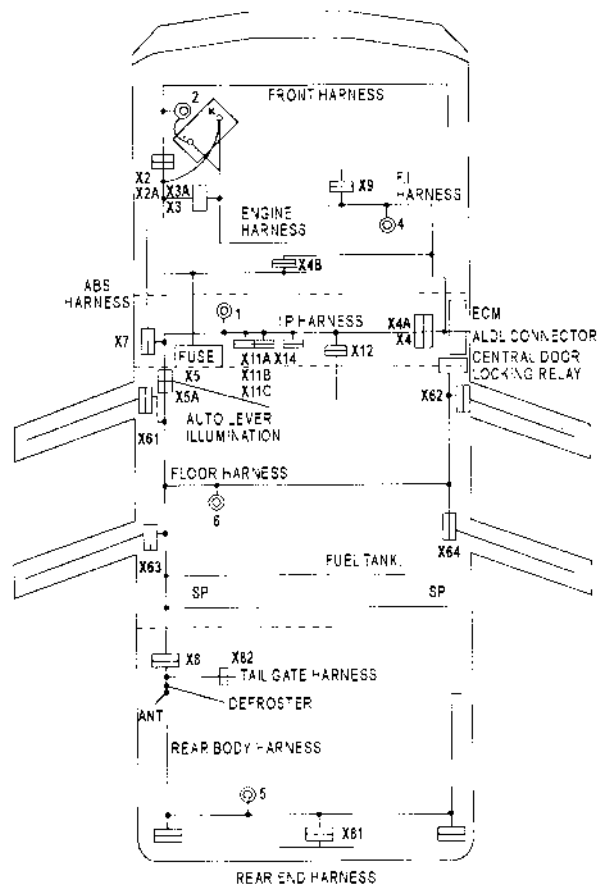 2
FRONT HARNESS
X2
X2A
X3A
X3
X9
HARNESS
4
ENGINE
HARNESS
X4B
ABS
HARNESS
1
I P HARNESS
X4A
X4
ECM
ALDL CONNECTOR
CENTRAL DOOR
LOCKING RELAY
X7
FUSE
X5
X5A
X11A
X11B
X11C
X14
X12
X62
X61
AUTO LEVER
ILLUMINATION
FLOOR HARNESS
6
X63
X64
FUEL TANK
SP
SP
X8
X82
TAIL GATE HARNESS
DEFROSTER
ANT
REAR BODY HARNESS
5
X81
REAR END HARNESS